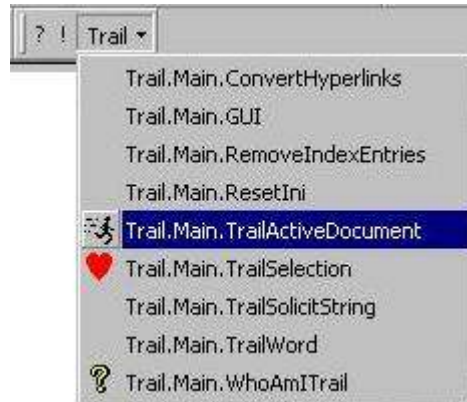 ? ! Trail
Trail.Main.ConvertHyperlinks
Trail.Main.GUI
Trail.Main.RemoveIndexEntries
Trail.Main.ResetIni
Trail.Main.TrailActiveDocument
Trail.Main.TrailSelection
Trail.Main.TrailSolicitString
Trail.Main.TrailWord
Trail.Main.WhoAmITrail